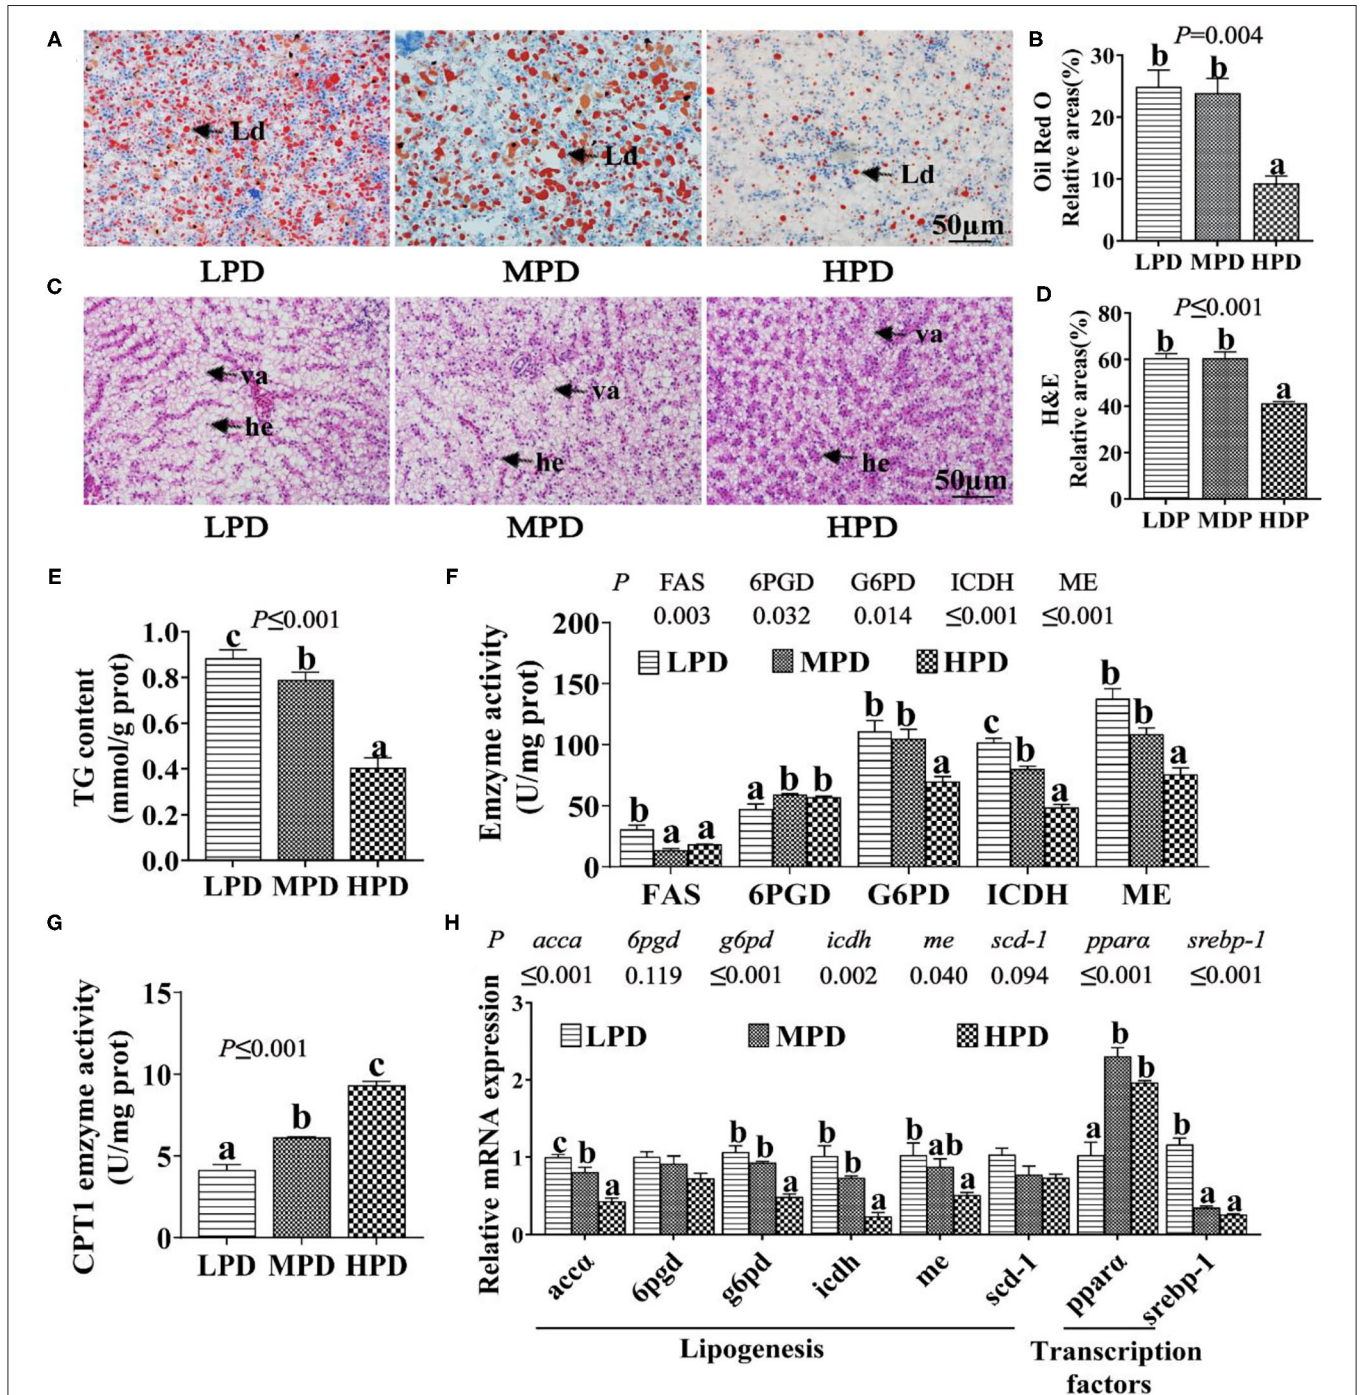 A
Ld
Ld
Ld
50µm
LPD
MPD
HPD
B
P=0.004
Oil Red O
Relative areas(%)
30
20
10
0
b
b
a
LPD MPD HPD
C
va
he
va
he
va
he
50µm
LPD
MPD
HPD
D
P≤0.001
H&E
Relative areas(%)
80
60
40
20
0
b
b
a
LDP MDP HDP
E
P≤0.001
TG content
(mmol/g prot)
1.0
0.8
0.6
0.4
0.2
0.0
c
b
a
LPD MPD HPD
F
P FAS 6PGD G6PD ICDH ME
0.003 0.032 0.014 ≤0.001 ≤0.001
Enzyme activity
(U/mg prot)
200
150
100
50
0
LPD MPD HPD
b a a
a b b
b b a
c b a
b b a
FAS 6PGD G6PD ICDH ME
G
P≤0.001
CPT1 emzyme activity
(U/mg prot)
15
10
5
0
a
b
c
LPD MPD HPD
H
P acca 6pgd g6pd icdh me scd-1 pparα srebp-1
≤0.001 0.119 ≤0.001 0.002 0.040 0.094 ≤0.001 ≤0.001
Relative mRNA expression
3
2
1
0
LPD MPD HPD
c b a
b b a
b b a
b ab a
a b b
b a a
accα 6pgd g6pd icdh me scd-1 pparα srebp-1
Lipogenesis
Transcription
factors